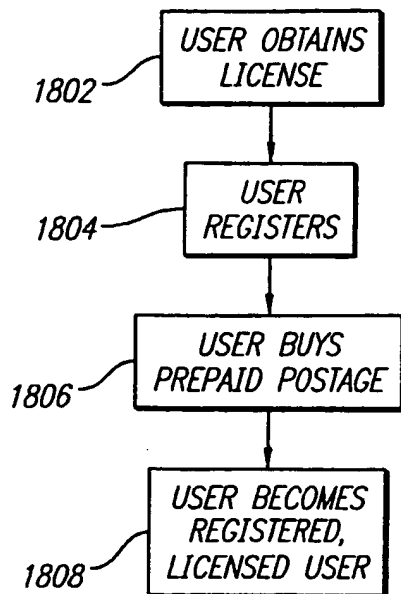 USER OBTAINS
LICENSE
1802
USER
REGISTERS
1804
USER BUYS
PREPAID POSTAGE
1806
USER BECOMES
REGISTERED,
LICENSED USER
1808